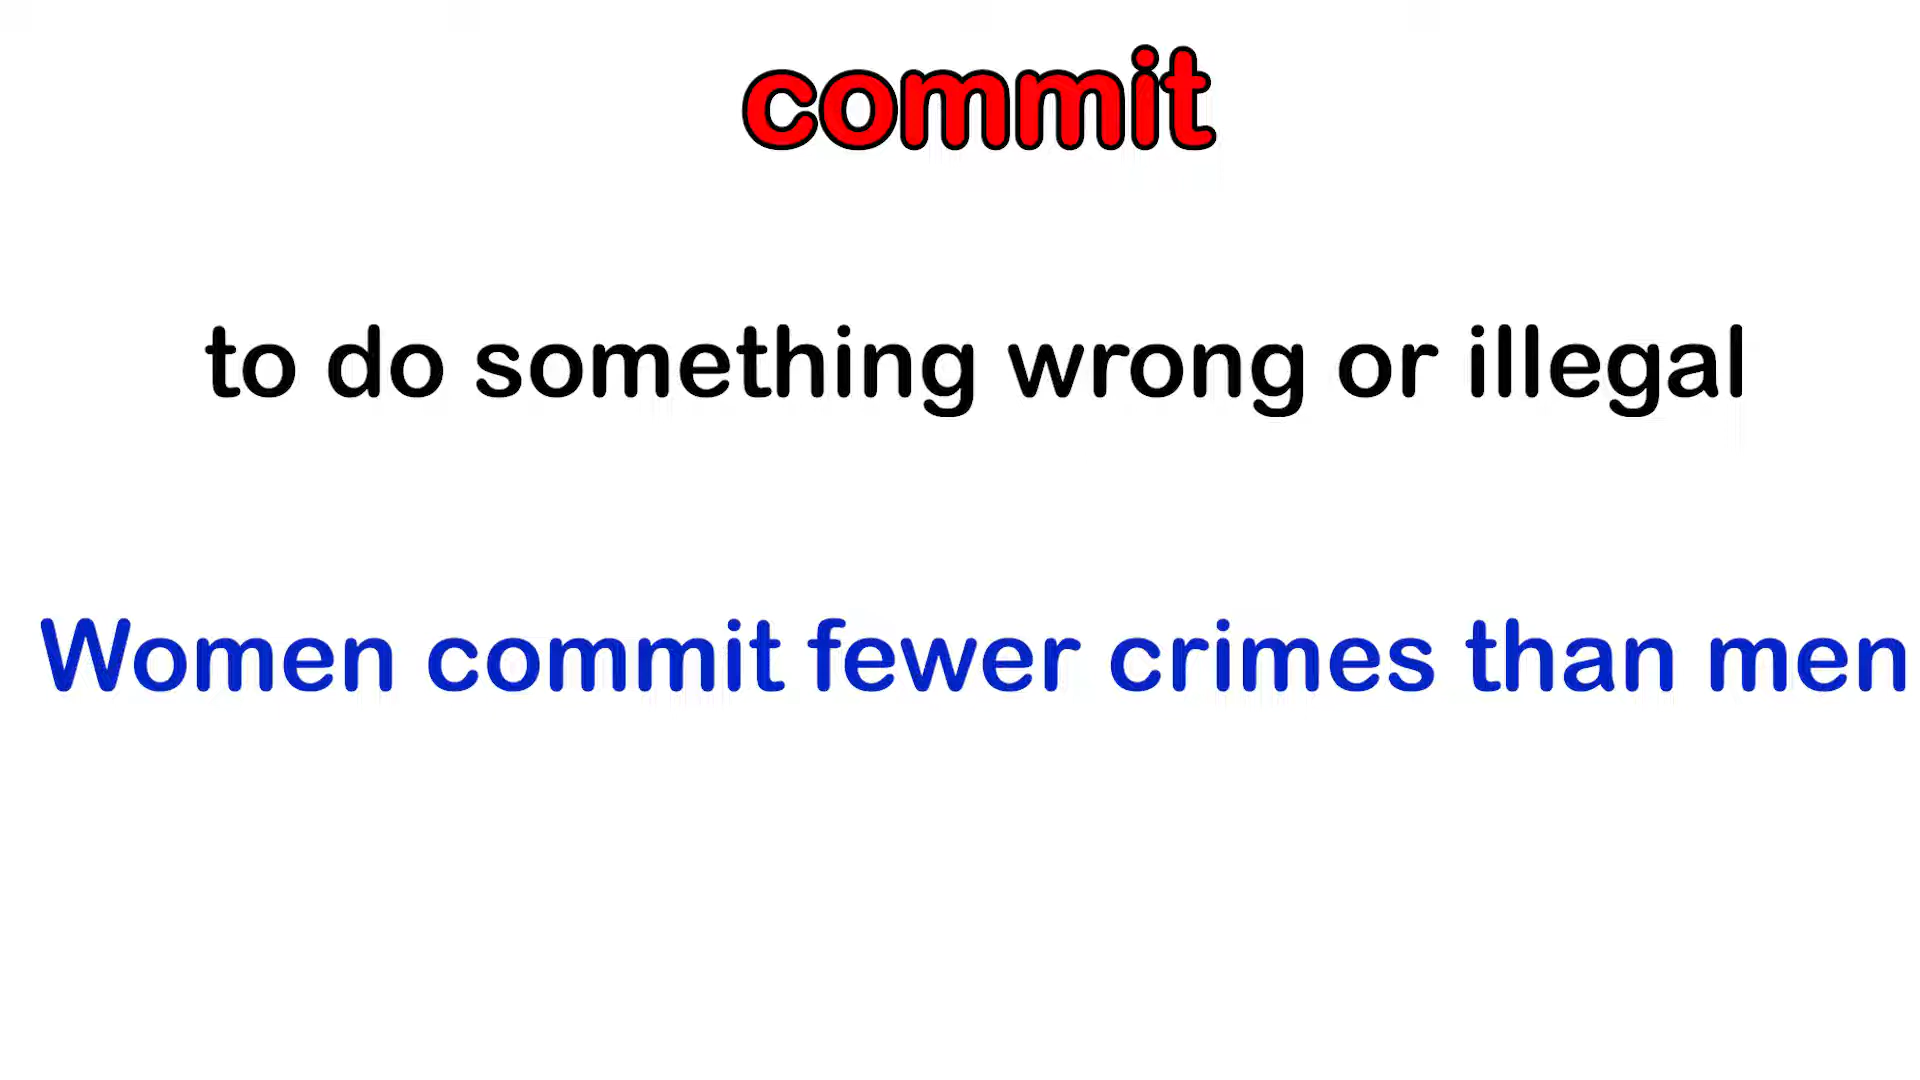 commit
to do something wrong or illegal
Women commit fewer crimes than men